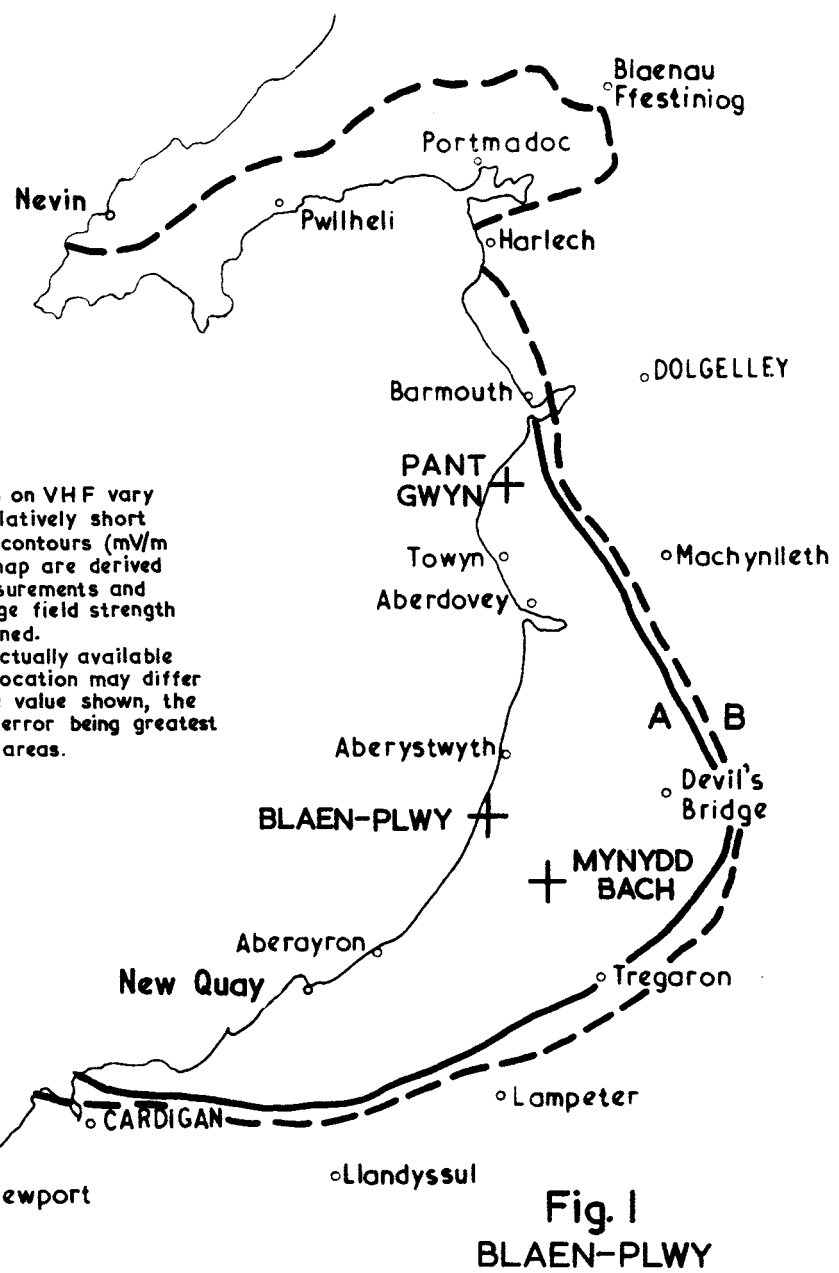 Blaenau
Ffestiniog
Portmadoc
Nevin
Pwllheli
Harlech
DOLGELLEY
Barmouth
PANT
GWYN
on VHF vary
latively short
contours (mV/m
map are derived
surements and
ge field strength
ned.
ctually available
ocation may differ
value shown, the
error being greatest
areas.
Towyn
Machynlleth
Aberdovey
A B
Aberystwyth
Devil's
Bridge
BLAEN-PLWY
MYNYDD
BACH
Aberayron
New Quay
Tregaron
Lampeter
CARDIGAN
Llandyssul
ewport
Fig. 1
BLAEN-PLWY